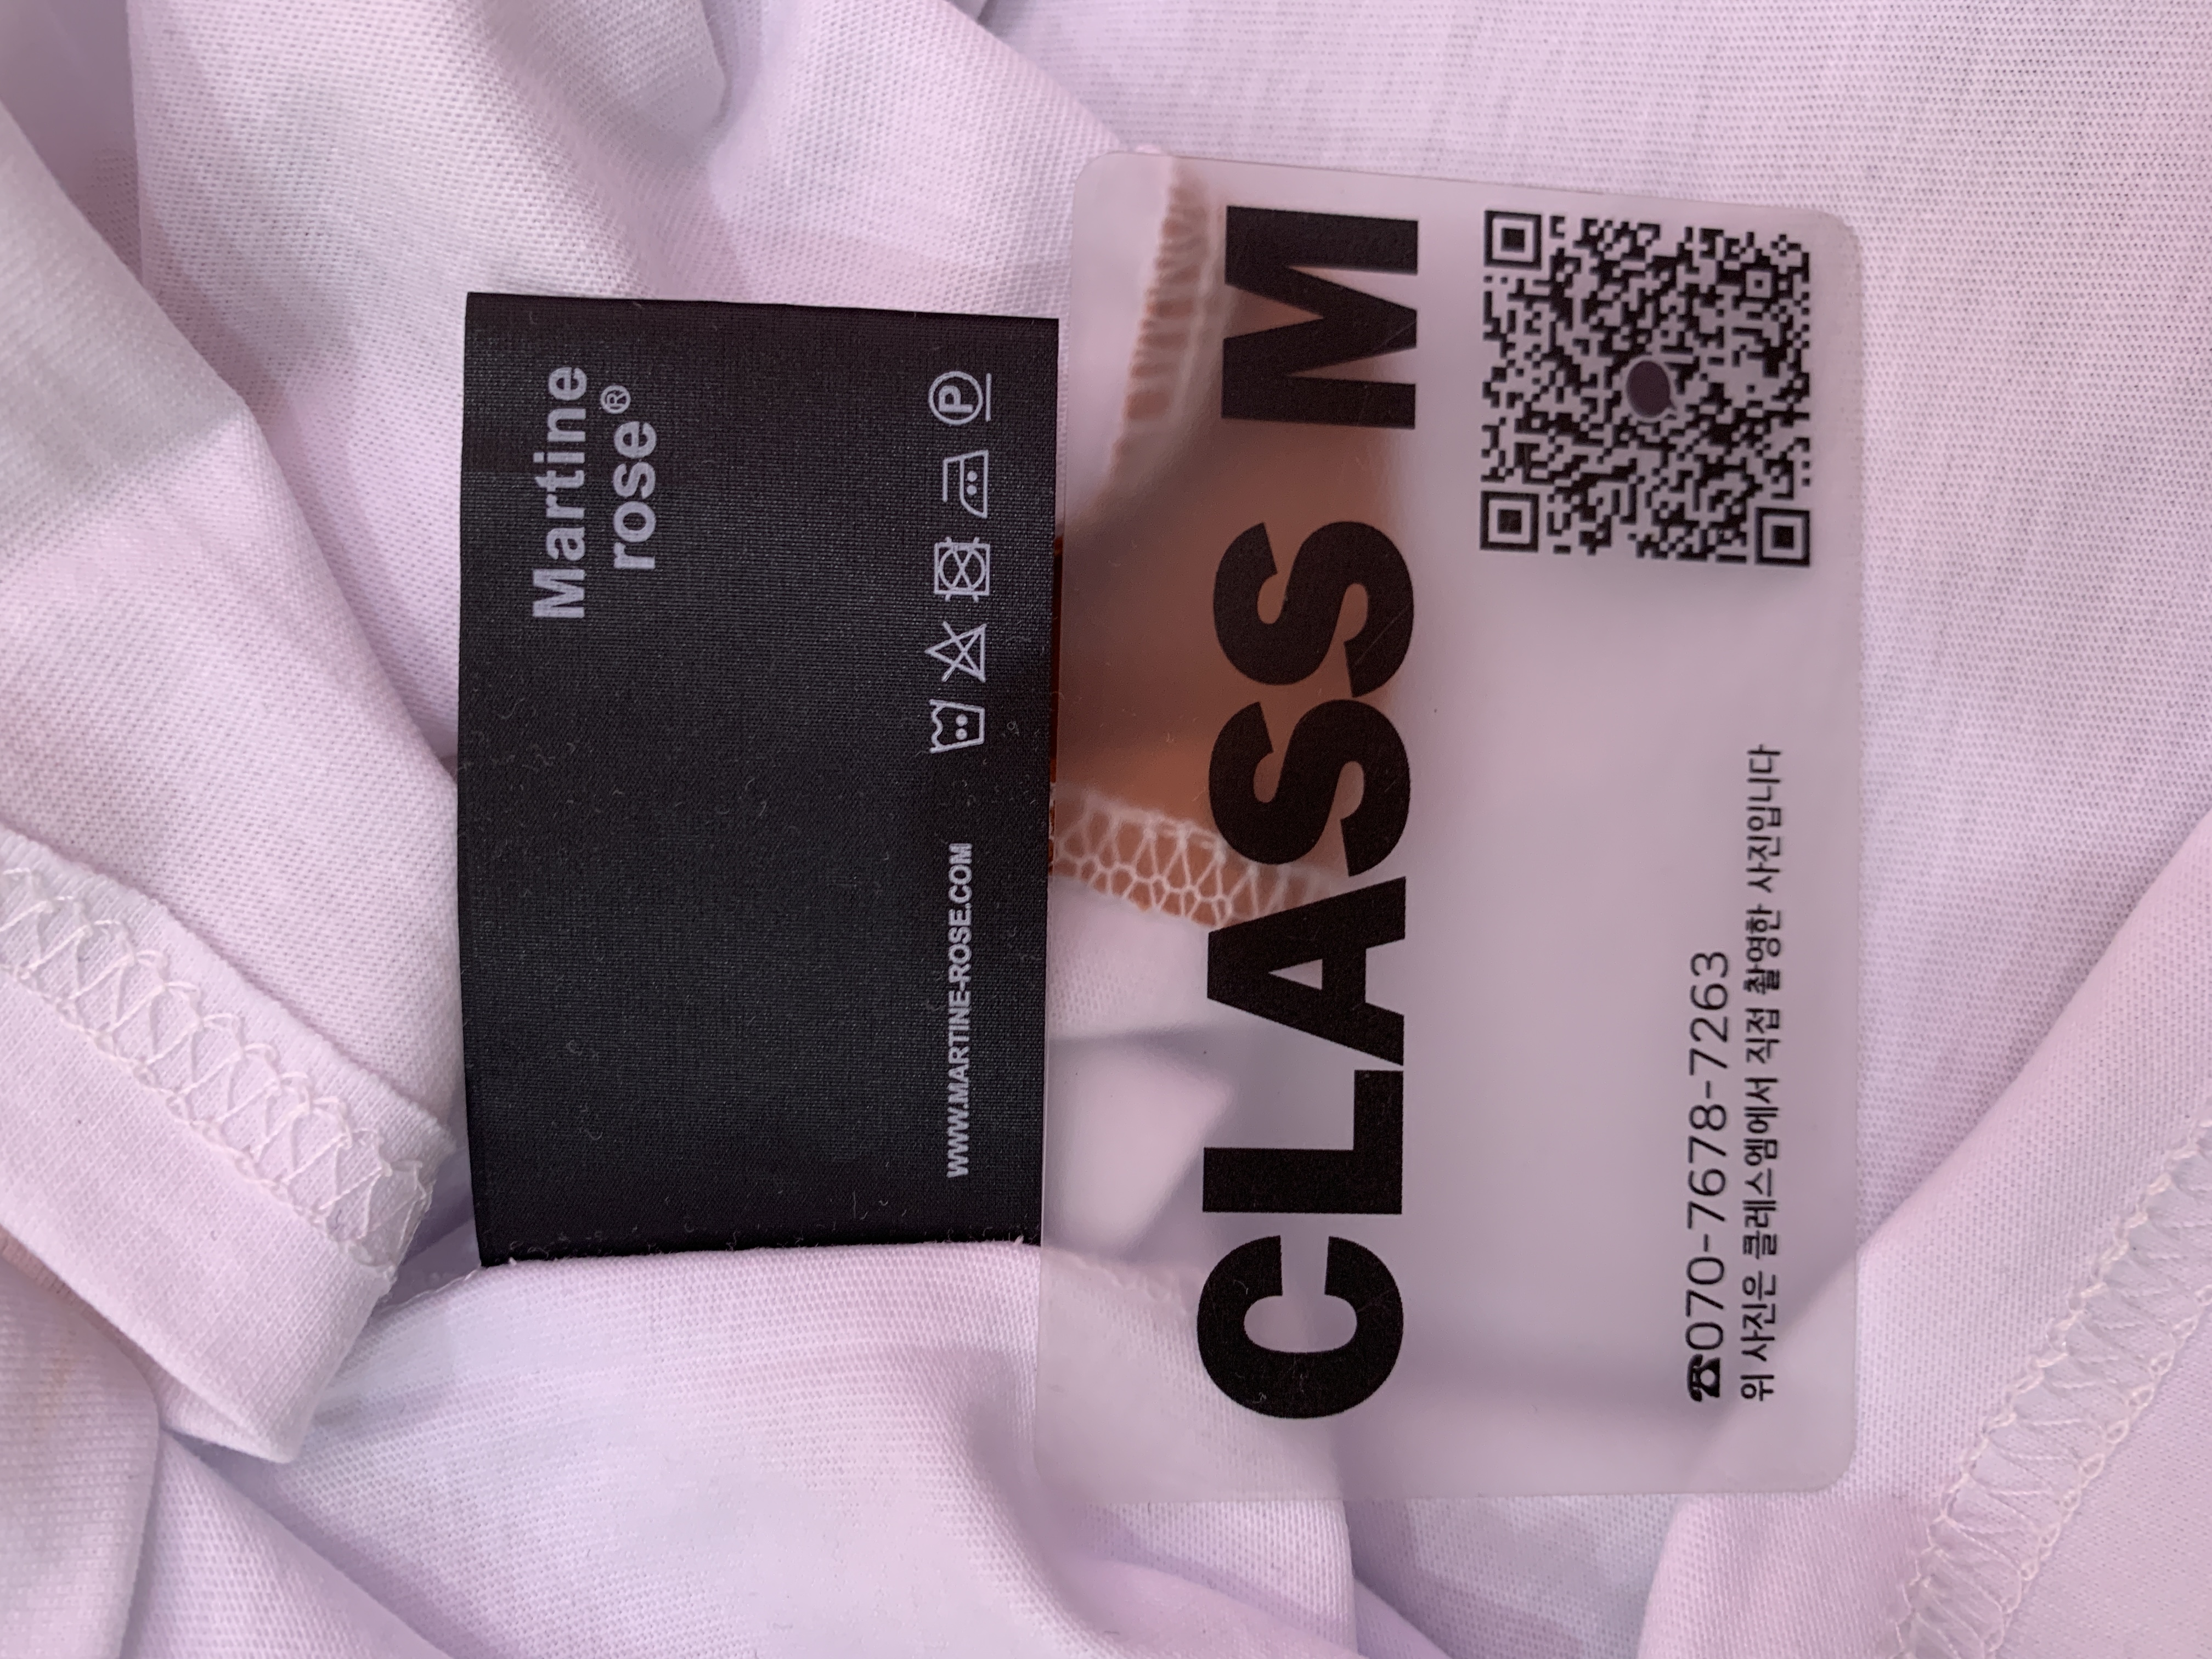 Martine
rose®
WWW.MARTINE-ROSE.COM
CLASS M
☎070-7678-7263
위 사진은 클레스엠에서 직접 촬영한 사진입니다